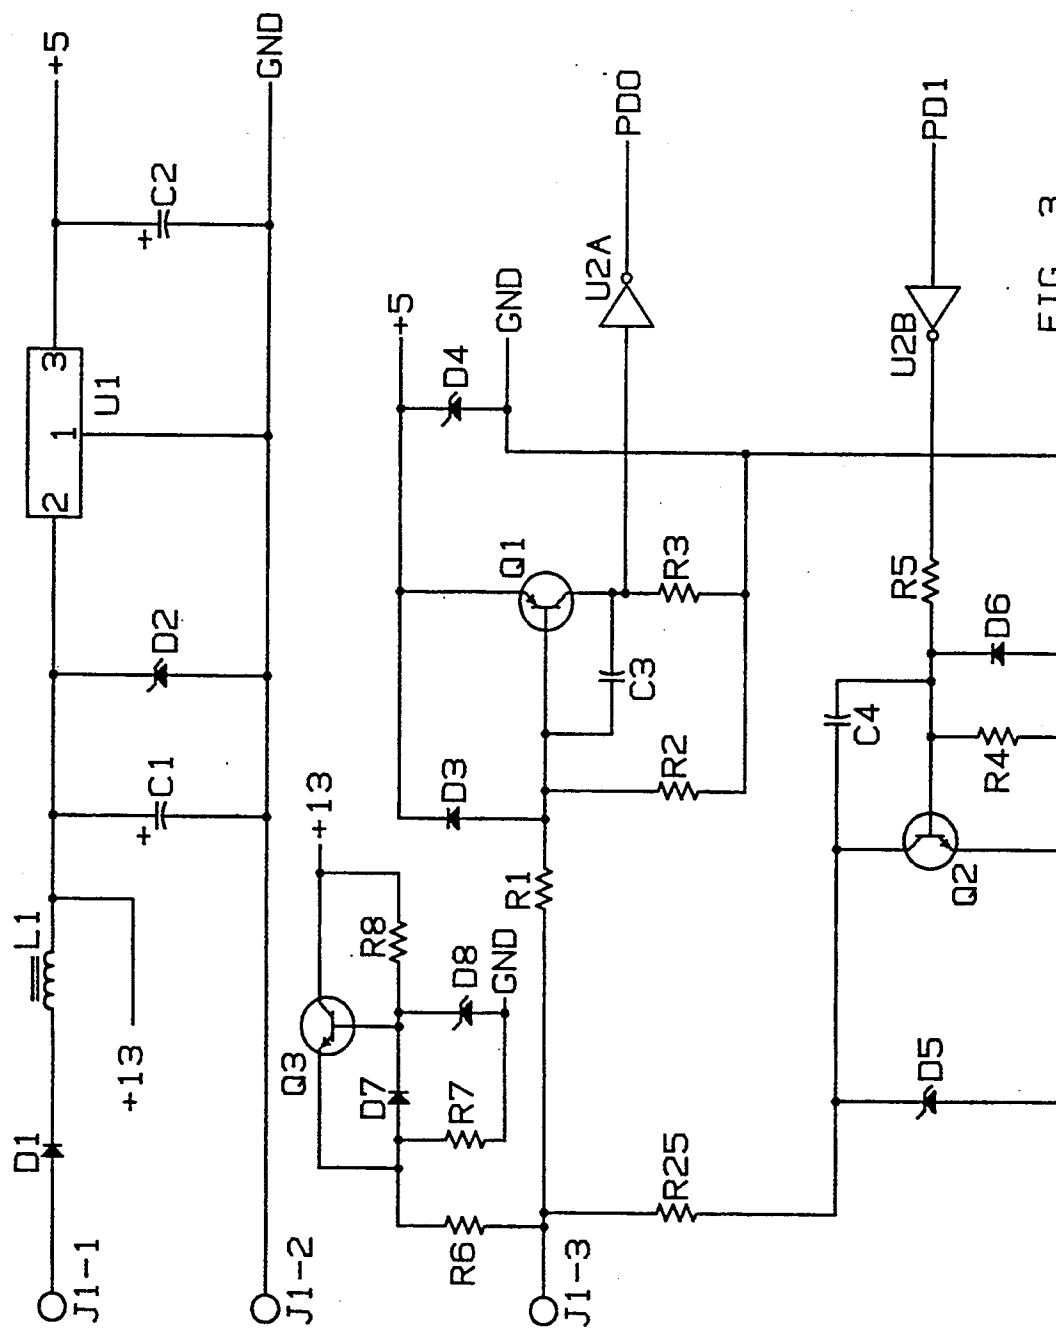 +5
GND
C2
+
3
1
2
U1
D2
C1
+
L1
+13
D1
J1-1
J1-2
+5
GND
D4
PD0
U2A
Q1
R3
C3
R2
D3
+13
R1
R8
D8
GND
Q3
D7
R7
R6
J1-3
R25
PD1
U2B
R5
D6
C4
R4
Q2
D5
FIG 3